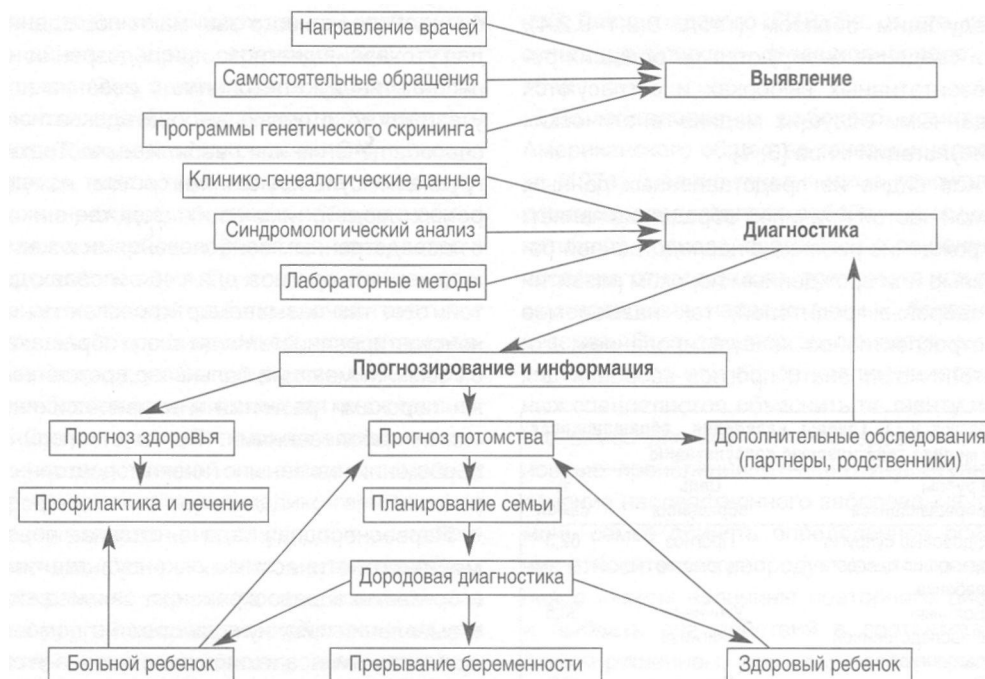 Направление врачей
Самостоятельные обращения
Выявление
Программы генетического скрининга
Клинико-генеалогические данные
Синдромологический анализ
Диагностика
Лабораторные методы
Прогнозирование и информация
Прогноз здоровья
Прогноз потомства
Дополнительные обследования
(партнеры, родственники)
Профилактика и лечение
Планирование семьи
Дородовая диагностика
Больной ребенок
Прерывание беременности
Здоровый ребенок